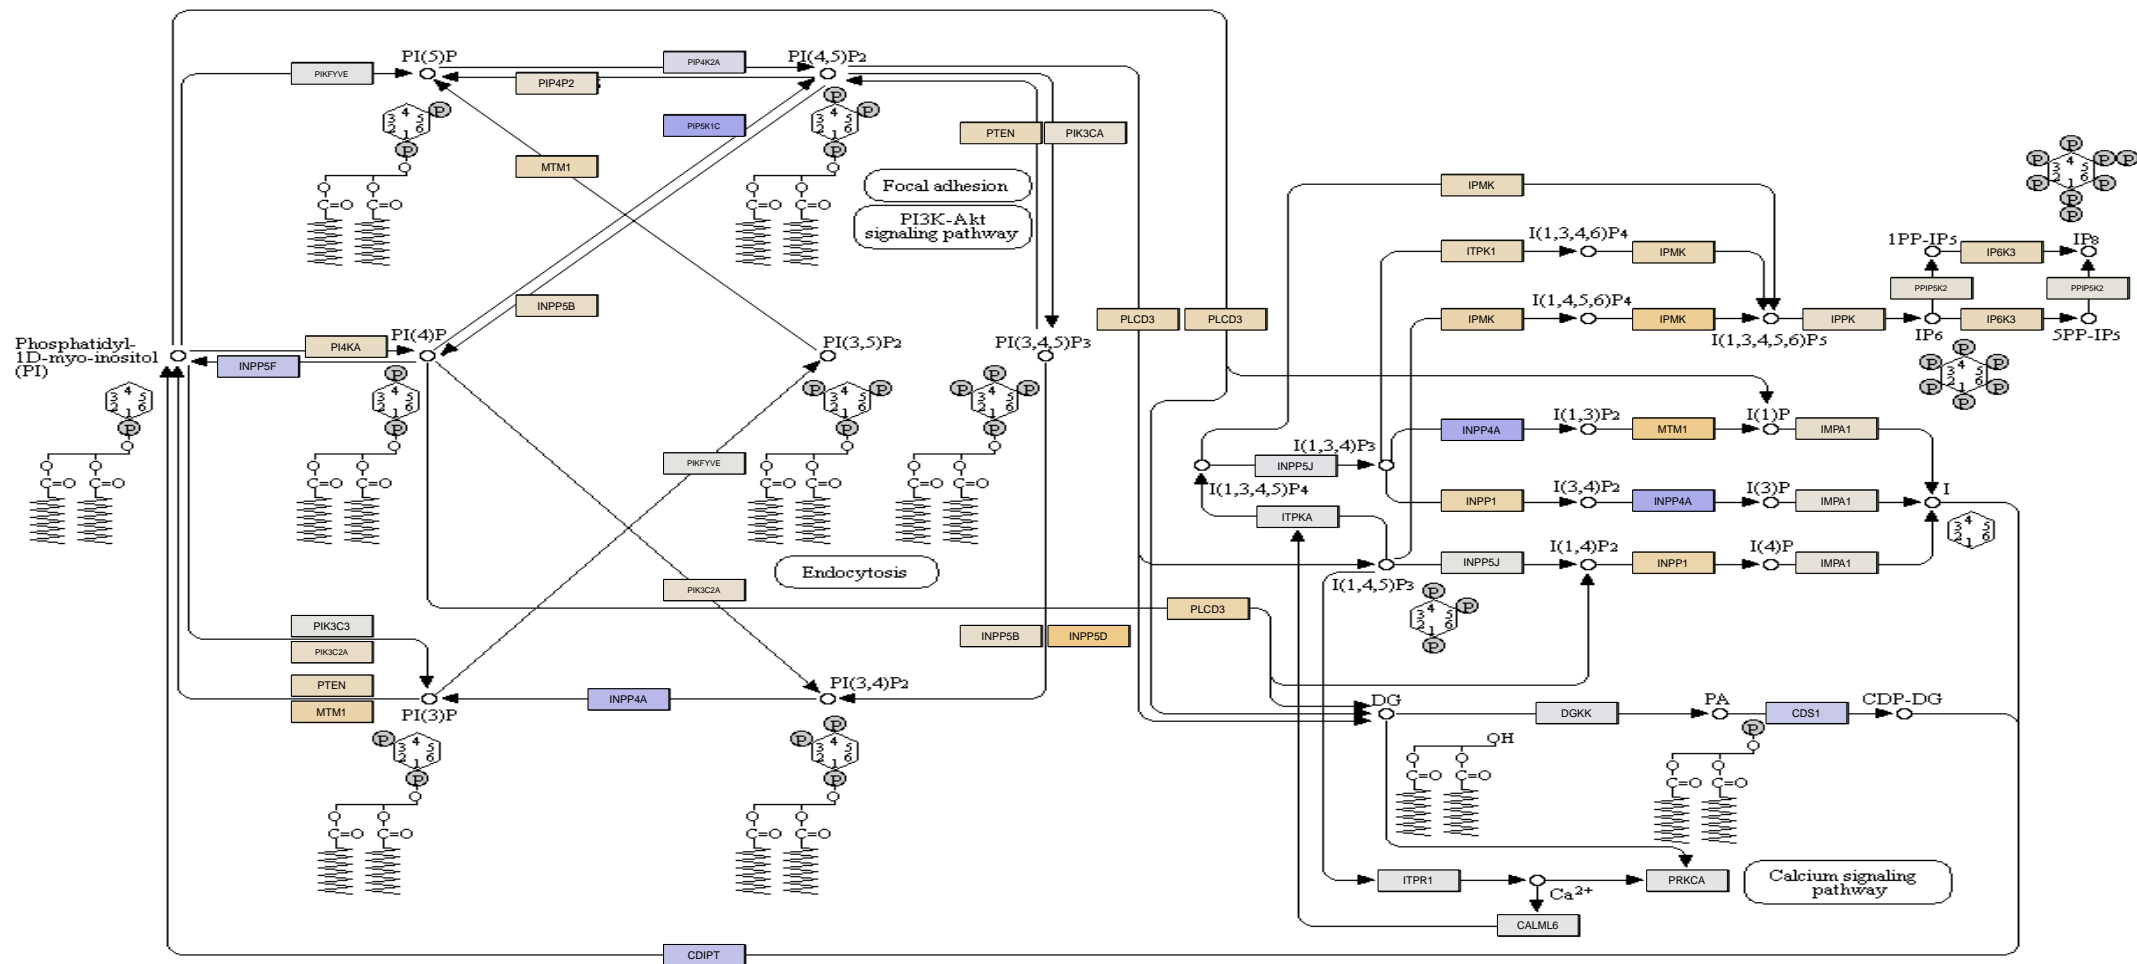 PI(5)P
PI(4,5)P2
PIKFYVE
PIP4K2A
PIP4P2
PIP5K1C
PTEN
PIK3CA
MTM1
Focal adhesion
PI3K-Akt
signaling pathway
INPP5B
IPMK
ITPK1
I(1,3,4,6)P4
IPMK
1PP-IP5
IP6K3
IP8
PPIP5K2
PPIP5K2
PLCD3
PLCD3
IPMK
I(1,4,5,6)P4
IPMK
I(1,3,4,5,6)P5
IPPK
IP6
IP6K3
5PP-IP5
Phosphatidyl-
1D-myo-inositol
(PI)
PI4KA
INPP5F
PI(4)P
PI(3,5)P2
PI(3,4,5)P3
INPP4A
I(1,3)P2
MTM1
I(1)P
IMPA1
I(1,3,4)P3
INPP5J
I(1,3,4,5)P4
INPP1
I(3,4)P2
INPP4A
I(3)P
IMPA1
I
PIKFYVE
ITPKA
Endocytosis
PIK3C2A
I(1,4,5)P3
INPP5J
I(1,4)P2
INPP1
I(4)P
IMPA1
PLCD3
PIK3C3
PIK3C2A
INPP5B
INPP5D
PTEN
MTM1
PI(3)P
INPP4A
PI(3,4)P2
DG
DGKK
PA
CDS1
CDP-DG
OH
ITPR1
Ca2+
PRKCA
CALML6
Calcium signaling
pathway
CDIPT